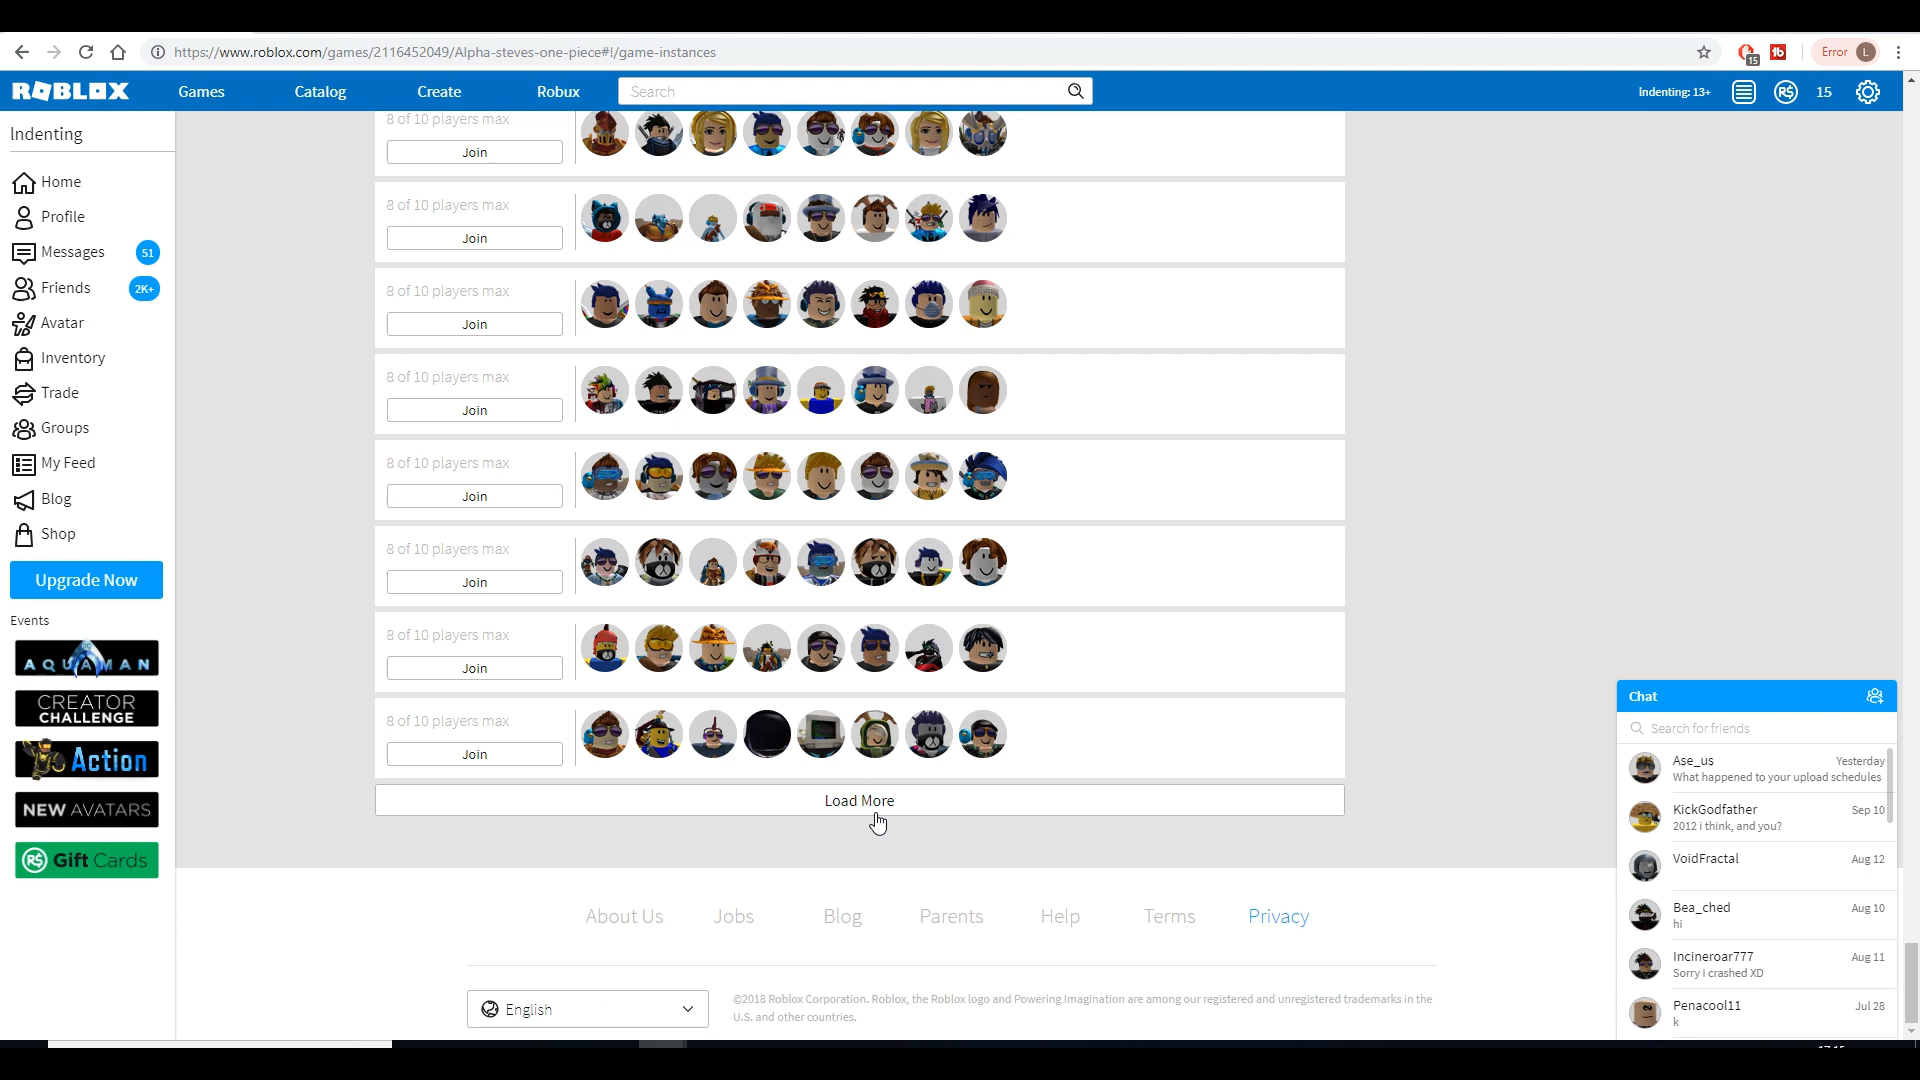 https://www.roblox.com/games/2116452049/Alpha-steves-one-piece#!/game-instances
15
Error
L
ROBLOX
Games
Catalog
Create
Robux
Search
Indenting: 13+
R$
15
Indenting
Home
Profile
Messages
51
Friends
2K+
Avatar
Inventory
Trade
Groups
My Feed
Blog
Shop
Upgrade Now
Events
AQUAMAN
CREATOR
CHALLENGE
Action
NEW AVATARS
R$ Gift Cards
8 of 10 players max
Join
8 of 10 players max
Join
8 of 10 players max
Join
8 of 10 players max
Join
8 of 10 players max
Join
8 of 10 players max
Join
8 of 10 players max
Join
8 of 10 players max
Join
Load More
About Us
Jobs
Blog
Parents
Help
Terms
Privacy
English
©2018 Roblox Corporation. Roblox, the Roblox logo and Powering Imagination are among our registered and unregistered trademarks in the
U.S. and other countries.
Chat
Search for friends
Ase_us
Yesterday
What happened to your upload schedules
KickGodfather
Sep 10
2012 i think, and you?
VoidFractal
Aug 12
Bea_ched
Aug 10
hi
Incineroar777
Aug 11
Sorry I crashed XD
Penacool11
Jul 28
k